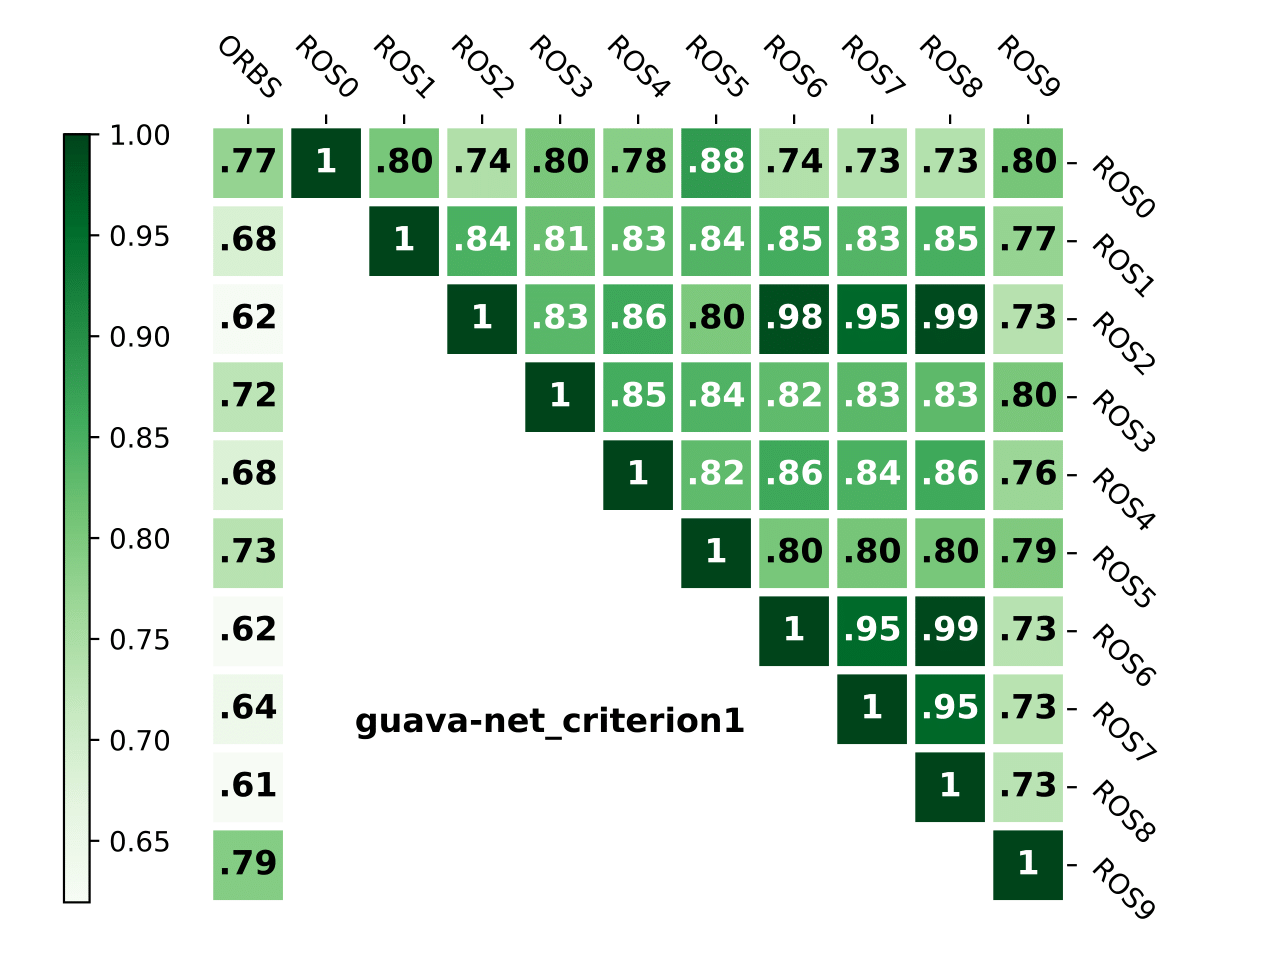 ORBS ROS0 ROS1 ROS2 ROS3 ROS4 ROS5 ROS6 ROS7 ROS8 ROS9
1.00
0.95
0.90
0.85
0.80
0.75
0.70
0.65
.77 1 .80 .74 .80 .78 .88 .74 .73 .73 .80 ROS0
.68 1 .84 .81 .83 .84 .85 .83 .85 .77 ROS1
.62 1 .83 .86 .80 .98 .95 .99 .73 ROS2
.72 1 .85 .84 .82 .83 .83 .80 ROS3
.68 1 .82 .86 .84 .86 .76 ROS4
.73 1 .80 .80 .80 .79 ROS5
.62 1 .95 .99 .73 ROS6
.64 guava-net_criterion1 1 .95 .73 ROS7
.61 1 .73 ROS8
.79 1 ROS9